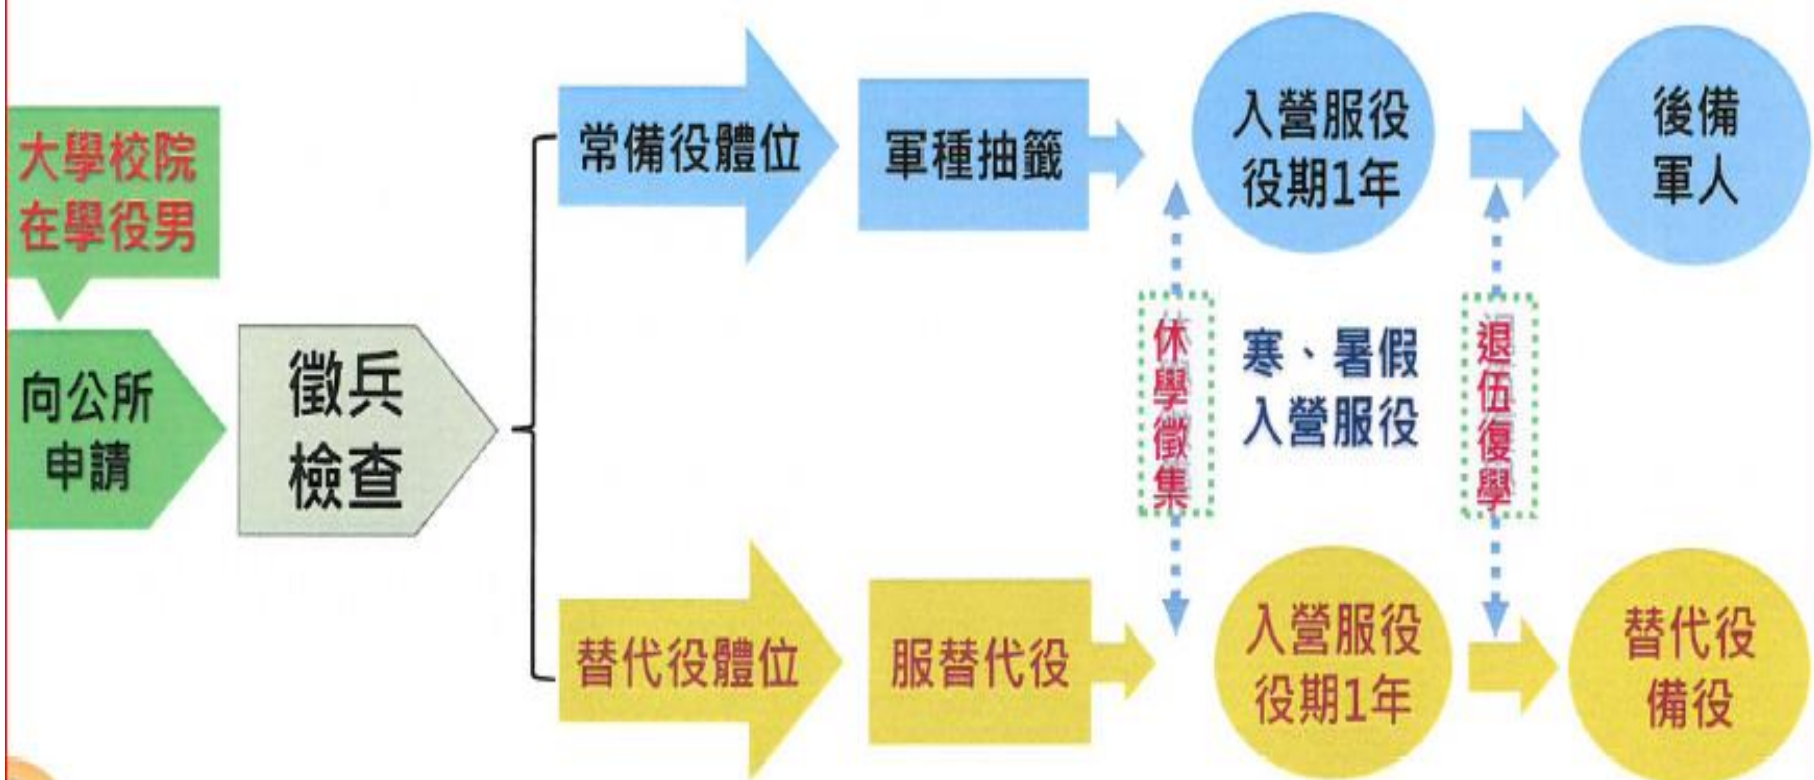 大學校院
在學役男
向公所
申請
徵兵
檢查
常備役體位
軍種抽籤
入營服役
役期1年
後備
軍人
休學徵集
寒、暑假
入營服役
退伍復學
替代役體位
服替代役
入營服役
役期1年
替代役
備役